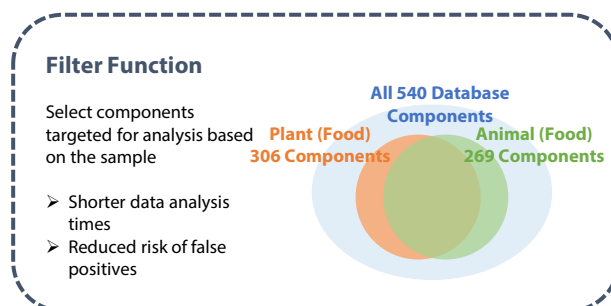 Filter Function
Select components
targeted for analysis based
on the sample
➢ Shorter data analysis
times
➢ Reduced risk of false
positives
All 540 Database
Components
Plant (Food)
306 Components
Animal (Food)
269 Components